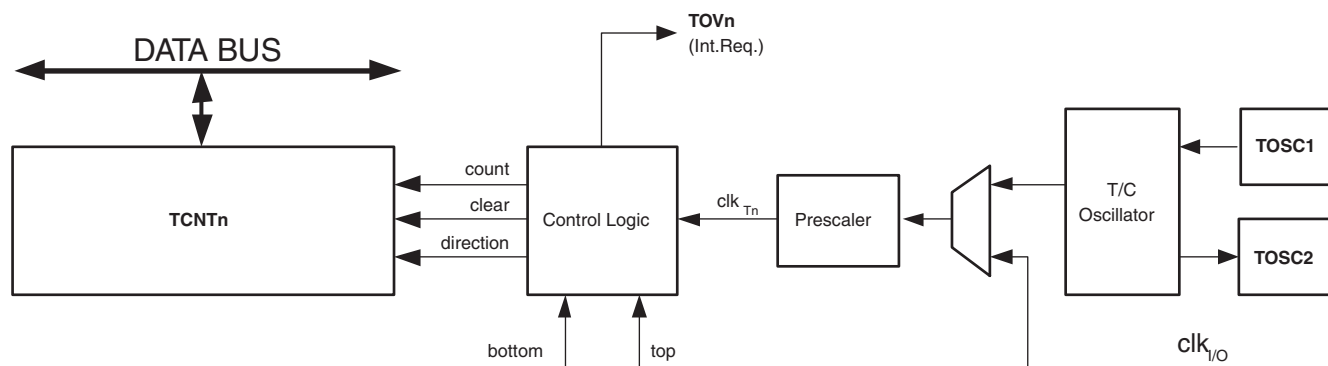 TOVn
(Int.Req.)
DATA BUS
TCNTn
count
clear
direction
Control Logic
clk Tn
Prescaler
T/C
Oscillator
TOSC1
TOSC2
bottom
top
clkI/O